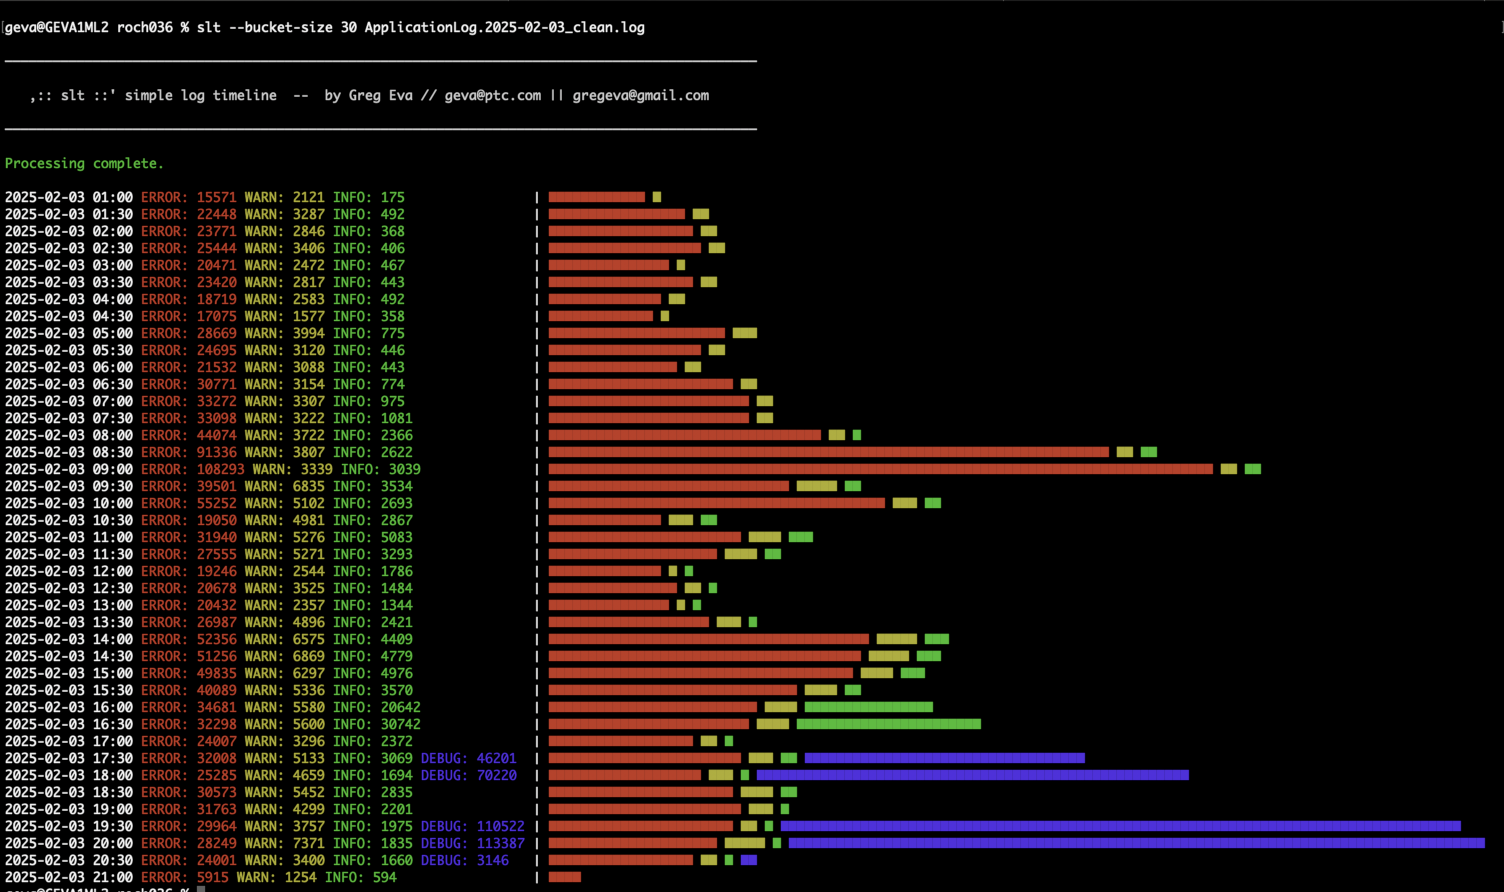 geva@GEVA1ML2 roch036 % slt --bucket-size 30 ApplicationLog.2025-02-03_clean.log
,:: slt ::' simple log timeline -- by Greg Eva // geva@ptc.com || gregeva@gmail.com
Processing complete.
2025-02-03 01:00 ERROR: 15571 WARN: 2121 INFO: 175 |
2025-02-03 01:30 ERROR: 22448 WARN: 3287 INFO: 492 |
2025-02-03 02:00 ERROR: 23771 WARN: 2846 INFO: 368 |
2025-02-03 02:30 ERROR: 25444 WARN: 3406 INFO: 406 |
2025-02-03 03:00 ERROR: 20471 WARN: 2472 INFO: 467 |
2025-02-03 03:30 ERROR: 23420 WARN: 2817 INFO: 443 |
2025-02-03 04:00 ERROR: 18719 WARN: 2583 INFO: 492 |
2025-02-03 04:30 ERROR: 17075 WARN: 1577 INFO: 358 |
2025-02-03 05:00 ERROR: 28669 WARN: 3994 INFO: 775 |
2025-02-03 05:30 ERROR: 24695 WARN: 3120 INFO: 446 |
2025-02-03 06:00 ERROR: 21532 WARN: 3088 INFO: 443 |
2025-02-03 06:30 ERROR: 30771 WARN: 3154 INFO: 774 |
2025-02-03 07:00 ERROR: 33272 WARN: 3307 INFO: 975 |
2025-02-03 07:30 ERROR: 33098 WARN: 3222 INFO: 1081 |
2025-02-03 08:00 ERROR: 44074 WARN: 3722 INFO: 2366 |
2025-02-03 08:30 ERROR: 91336 WARN: 3807 INFO: 2622 |
2025-02-03 09:00 ERROR: 108293 WARN: 3339 INFO: 3039 |
2025-02-03 09:30 ERROR: 39501 WARN: 6835 INFO: 3534 |
2025-02-03 10:00 ERROR: 55252 WARN: 5102 INFO: 2693 |
2025-02-03 10:30 ERROR: 19050 WARN: 4981 INFO: 2867 |
2025-02-03 11:00 ERROR: 31940 WARN: 5276 INFO: 5083 |
2025-02-03 11:30 ERROR: 27555 WARN: 5271 INFO: 3293 |
2025-02-03 12:00 ERROR: 19246 WARN: 2544 INFO: 1786 |
2025-02-03 12:30 ERROR: 20678 WARN: 3525 INFO: 1484 |
2025-02-03 13:00 ERROR: 20432 WARN: 2357 INFO: 1344 |
2025-02-03 13:30 ERROR: 26987 WARN: 4896 INFO: 2421 |
2025-02-03 14:00 ERROR: 52356 WARN: 6575 INFO: 4409 |
2025-02-03 14:30 ERROR: 51256 WARN: 6869 INFO: 4779 |
2025-02-03 15:00 ERROR: 49835 WARN: 6297 INFO: 4976 |
2025-02-03 15:30 ERROR: 40089 WARN: 5336 INFO: 3570 |
2025-02-03 16:00 ERROR: 34681 WARN: 5580 INFO: 20642 |
2025-02-03 16:30 ERROR: 32298 WARN: 5600 INFO: 30742 |
2025-02-03 17:00 ERROR: 24007 WARN: 3296 INFO: 2372 |
2025-02-03 17:30 ERROR: 32008 WARN: 5133 INFO: 3069 DEBUG: 46201 |
2025-02-03 18:00 ERROR: 25285 WARN: 4659 INFO: 1694 DEBUG: 70220 |
2025-02-03 18:30 ERROR: 30573 WARN: 5452 INFO: 2835 |
2025-02-03 19:00 ERROR: 31763 WARN: 4299 INFO: 2201 |
2025-02-03 19:30 ERROR: 29964 WARN: 3757 INFO: 1975 DEBUG: 110522 |
2025-02-03 20:00 ERROR: 28249 WARN: 7371 INFO: 1835 DEBUG: 113387 |
2025-02-03 20:30 ERROR: 24001 WARN: 3400 INFO: 1660 DEBUG: 3146 |
2025-02-03 21:00 ERROR: 5915 WARN: 1254 INFO: 594 |
geva@GEVA1ML2 roch036 %